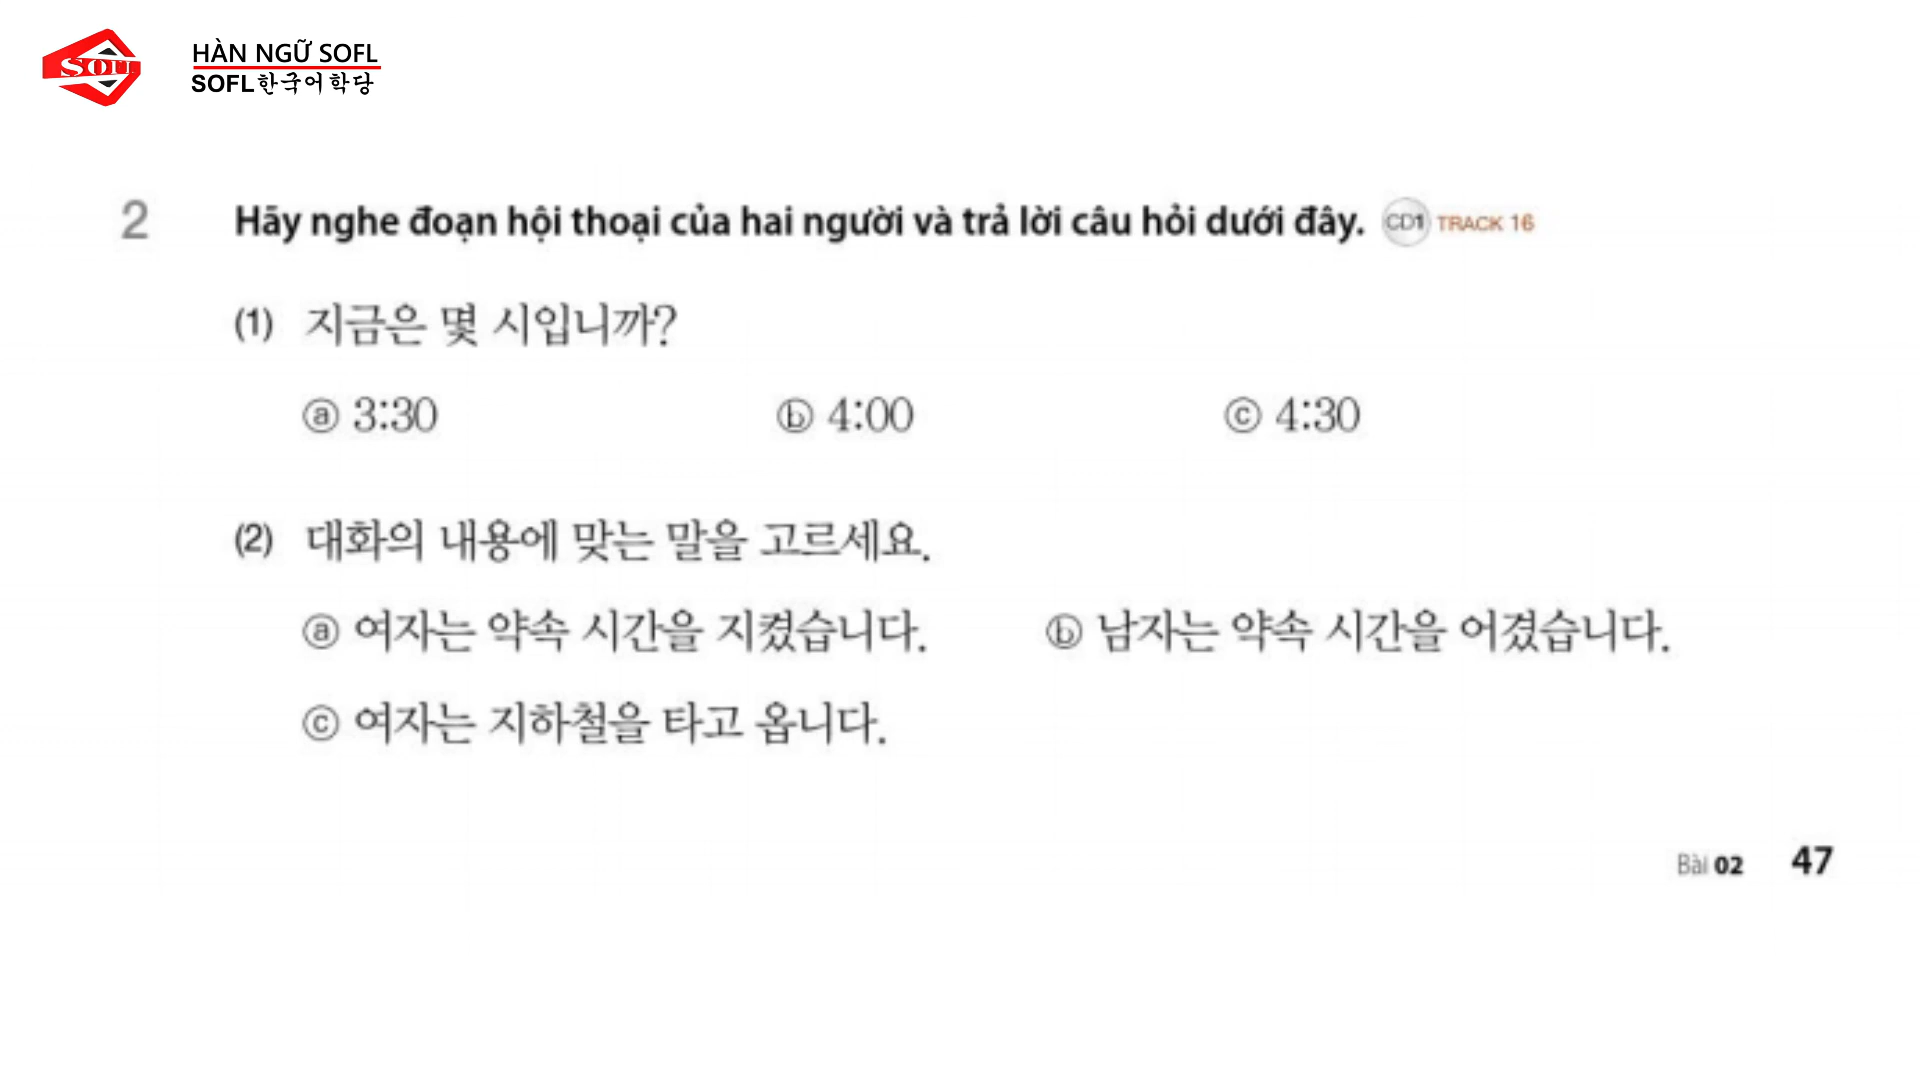 SOFL
HÀN NGỮ SOFL
SOFL한국어학당
2 Hãy nghe đoạn hội thoại của hai người và trả lời câu hỏi dưới đây. CD1 TRACK 16
(1) 지금은 몇 시입니까?
ⓐ 3:30 ⓑ 4:00 ⓒ 4:30
(2) 대화의 내용에 맞는 말을 고르세요.
ⓐ 여자는 약속 시간을 지켰습니다. ⓑ 남자는 약속 시간을 어겼습니다.
ⓒ 여자는 지하철을 타고 옵니다.
Bài 02 47